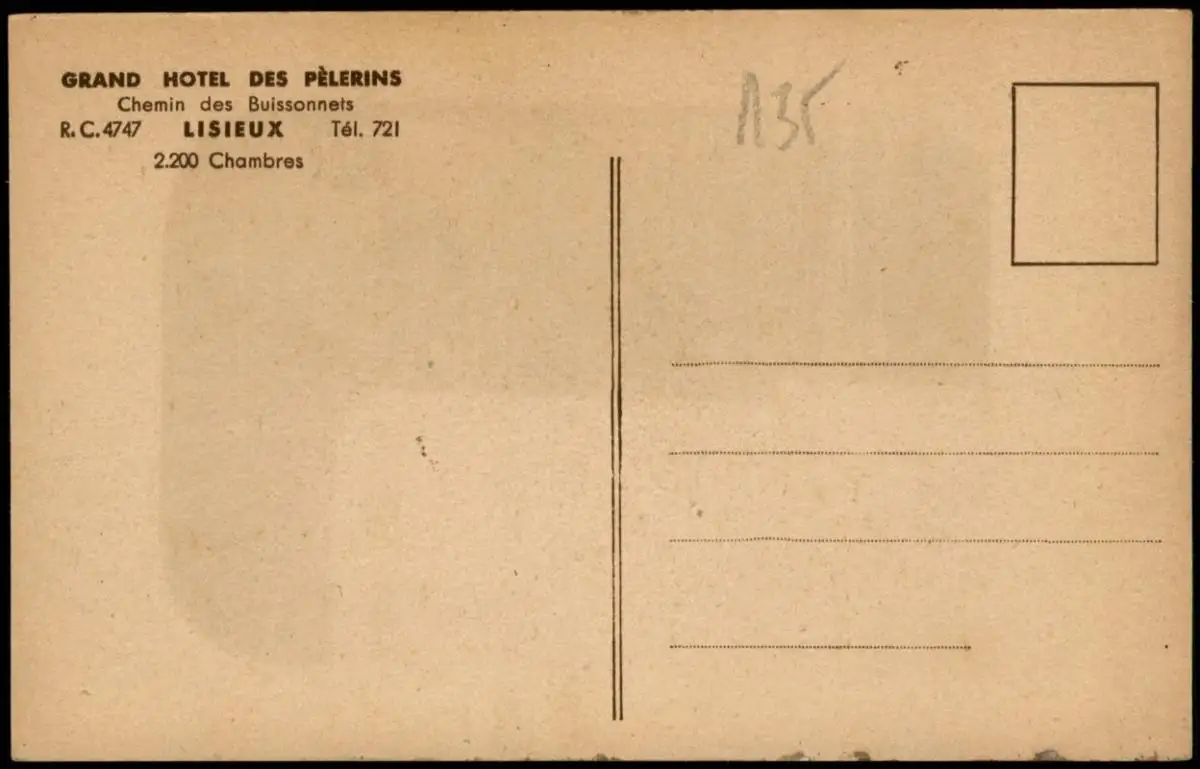 GRAND HOTEL DES PÈLERINS
Chemin des Buissonnets
R.C.4747 LISIEUX Tél. 721
2.200 Chambres